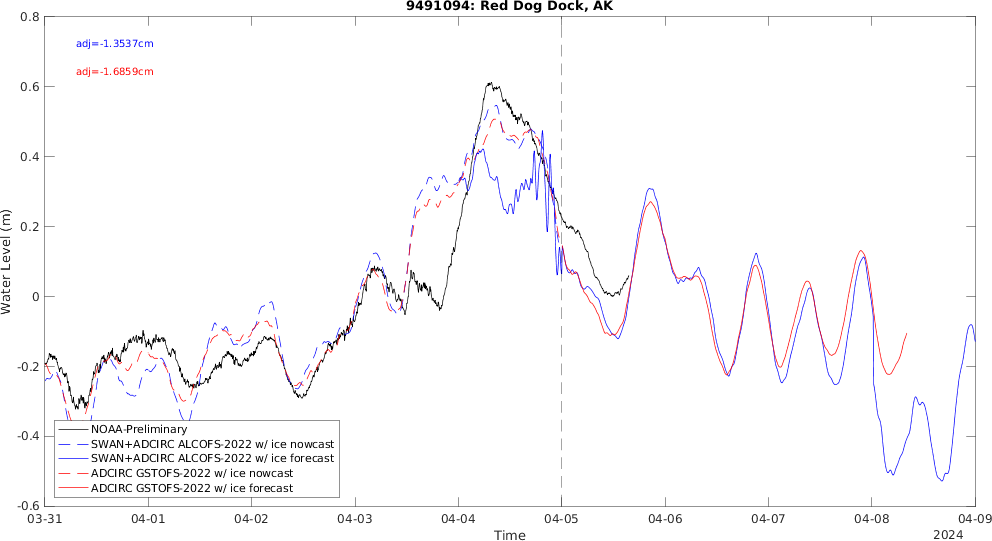 9491094: Red Dog Dock, AK
adj=-1.3537cm
adj=-1.6859cm
Water Level (m)
0.8
0.6
0.4
0.2
0
-0.2
-0.4
-0.6
NOAA-Preliminary
SWAN+ADCIRC ALCOFS-2022 w/ ice nowcast
SWAN+ADCIRC ALCOFS-2022 w/ ice forecast
ADCIRC GSTOFS-2022 w/ ice nowcast
ADCIRC GSTOFS-2022 w/ ice forecast
03-31 04-01 04-02 04-03 04-04 04-05 04-06 04-07 04-08 04-09
Time
2024